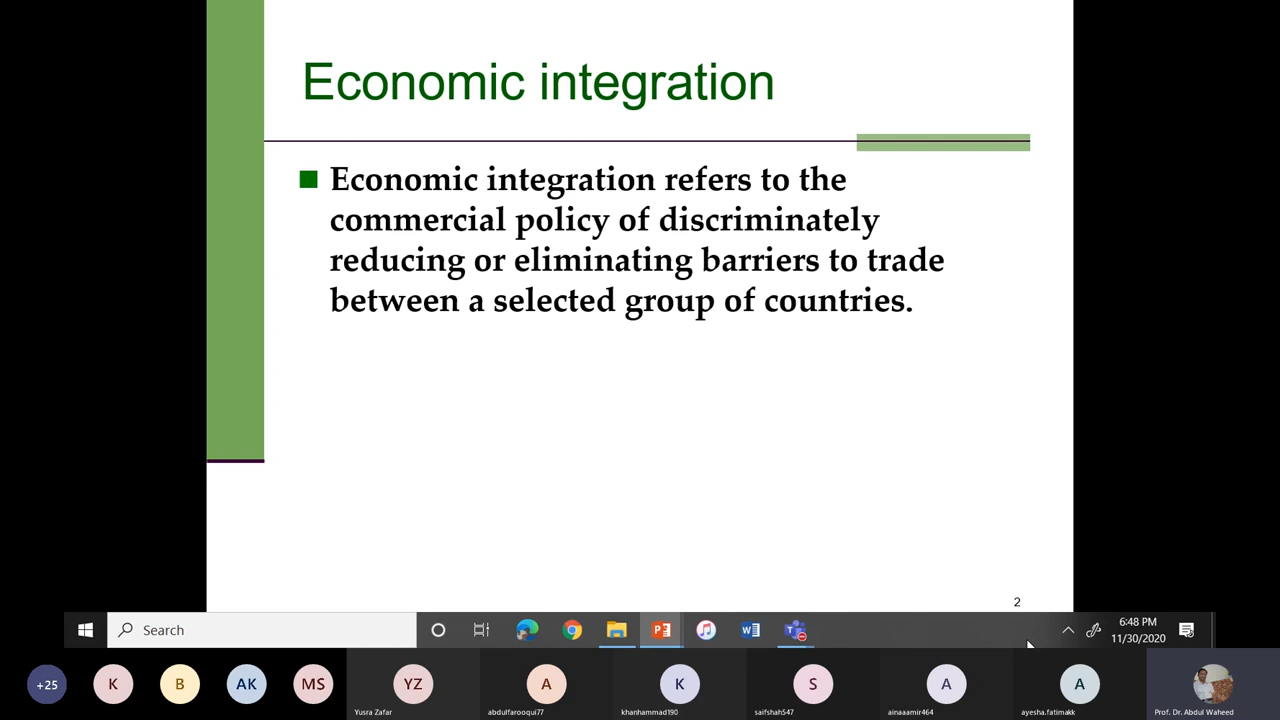 Economic integration
Economic integration refers to the
commercial policy of discriminately
reducing or eliminating barriers to trade
between a selected group of countries.
2
Search
6:48 PM
11/30/2020
+25
K
B
AK
MS
YZ
A
K
S
A
A
Yusra Zafar
abdulfarooqui77
khanhammad190
saifshah547
ainaaamir464
ayesha.fatimakk
Prof. Dr. Abdul Waheed